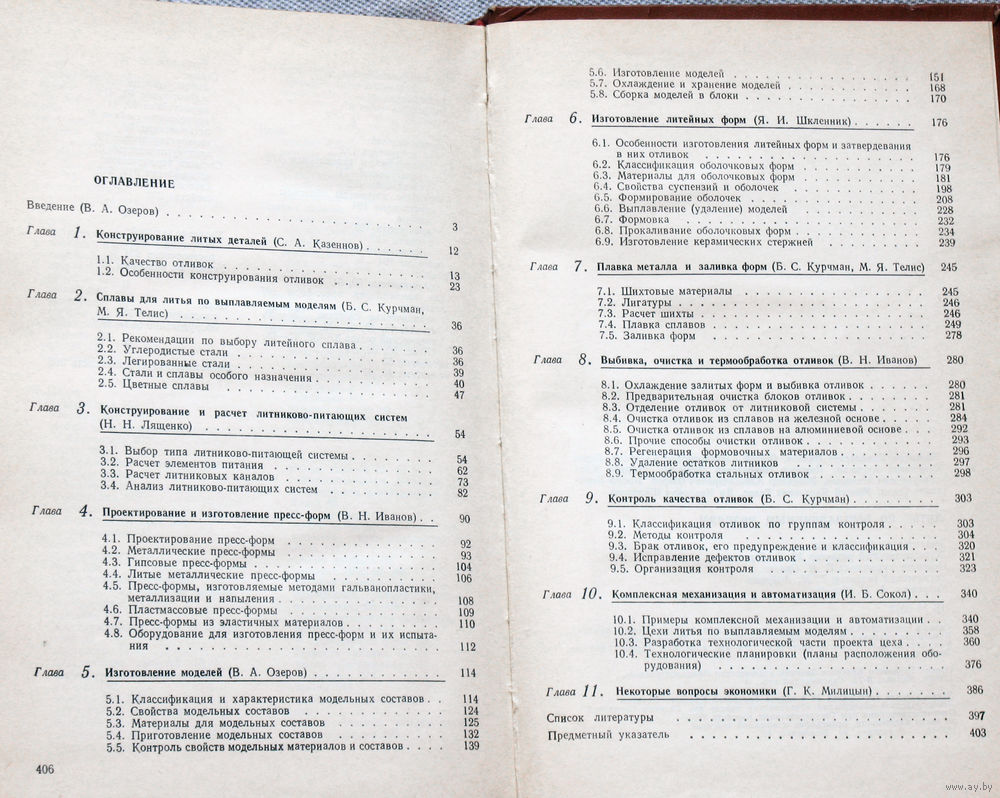 ОГЛАВЛЕНИЕ
Введение (В. А. Озеров) . . . . . . . . . . . . . . . . . 3
Глава 1. Конструирование литых деталей (С. А. Казеннов) . . . . . . 12
1.1. Качество отливок . . . . . . . . . . . . . . . . . 13
1.2. Особенности конструирования отливок . . . . . . . . . 23
Глава 2. Сплавы для литья по выплавляемым моделям (Б. С. Курчман,
М. Я. Телис) . . . . . . . . . . . . . . . . . 36
2.1. Рекомендации по выбору литейного сплава . . . . . . . 36
2.2. Углеродистые стали . . . . . . . . . . . . . . . 36
2.3. Легированные стали . . . . . . . . . . . . . . . 39
2.4. Стали и сплавы особого назначения . . . . . . . . . 40
2.5. Цветные сплавы . . . . . . . . . . . . . . . . 47
Глава 3. Конструирование и расчет литниково-питающих систем
(Н. Н. Лященко) . . . . . . . . . . . . . . . . 54
3.1. Выбор типа литниково-питающей системы . . . . . . . 54
3.2. Расчет элементов питания . . . . . . . . . . . . 62
3.3. Расчет литниковых каналов . . . . . . . . . . . . 73
3.4. Анализ литниково-питающих систем . . . . . . . . . 82
Глава 4. Проектирование и изготовление пресс-форм (В. Н. Иванов) . . 90
4.1. Проектирование пресс-форм . . . . . . . . . . . . 92
4.2. Металлические пресс-формы . . . . . . . . . . . . 93
4.3. Гипсовые пресс-формы . . . . . . . . . . . . . . 104
4.4. Литые металлические пресс-формы . . . . . . . . . 106
4.5. Пресс-формы, изготовляемые методами гальванопластики,
металлизации и напыления . . . . . . . . . . . . 108
4.6. Пластмассовые пресс-формы . . . . . . . . . . . . 109
4.7. Пресс-формы из эластичных материалов . . . . . . . . 110
4.8. Оборудование для изготовления пресс-форм и их испыта-
ния . . . . . . . . . . . . . . . . . . . . 112
Глава 5. Изготовление моделей (В. А. Озеров) . . . . . . . . . . 114
5.1. Классификация и характеристика модельных составов . . 114
5.2. Свойства модельных составов . . . . . . . . . . . 124
5.3. Материалы для модельных составов . . . . . . . . . 125
5.4. Приготовление модельных составов . . . . . . . . . 132
5.5. Контроль свойств модельных материалов и составов . . . . 139
406
5.6. Изготовление моделей . . . . . . . . . . . . . . 151
5.7. Охлаждение и хранение моделей . . . . . . . . . . 168
5.8. Сборка моделей в блоки . . . . . . . . . . . . . 170
Глава 6. Изготовление литейных форм (Я. И. Шкленник) . . . . . . 176
6.1. Особенности изготовления литейных форм и затвердевания
в них отливок . . . . . . . . . . . . . . . . 176
6.2. Классификация оболочковых форм . . . . . . . . . . 179
6.3. Материалы для оболочковых форм . . . . . . . . . . 181
6.4. Свойства суспензий и оболочек . . . . . . . . . . 198
6.5. Формирование оболочек . . . . . . . . . . . . . 208
6.6. Выплавление (удаление) моделей . . . . . . . . . . 228
6.7. Формовка . . . . . . . . . . . . . . . . . . 232
6.8. Прокаливание оболочковых форм . . . . . . . . . . 234
6.9. Изготовление керамических стержней . . . . . . . . . 239
Глава 7. Плавка металла и заливка форм (Б. С. Курчман, М. Я. Телис) 245
7.1. Шихтовые материалы . . . . . . . . . . . . . . 245
7.2. Лигатуры . . . . . . . . . . . . . . . . . . 246
7.3. Расчет шихты . . . . . . . . . . . . . . . . 246
7.4. Плавка сплавов . . . . . . . . . . . . . . . . 249
7.5. Заливка форм . . . . . . . . . . . . . . . . 278
Глава 8. Выбивка, очистка и термообработка отливок (В. Н. Иванов) 280
8.1. Охлаждение залитых форм и выбивка отливок . . . . . . 280
8.2. Предварительная очистка блоков отливок . . . . . . . 281
8.3. Отделение отливок от литниковой системы . . . . . . . 281
8.4. Очистка отливок из сплавов на железной основе . . . . . 284
8.5. Очистка отливок из сплавов на алюминиевой основе . . . 292
8.6. Прочие способы очистки отливок . . . . . . . . . . 293
8.7. Регенерация формовочных материалов . . . . . . . . . 296
8.8. Удаление остатков литников . . . . . . . . . . . . 297
8.9. Термообработка стальных отливок . . . . . . . . . . 298
Глава 9. Контроль качества отливок (Б. С. Курчман) . . . . . . . 303
9.1. Классификация отливок по группам контроля . . . . . 303
9.2. Методы контроля . . . . . . . . . . . . . . . 304
9.3. Брак отливок, его предупреждение и классификация . . . 320
9.4. Исправление дефектов отливок . . . . . . . . . . . 321
9.5. Организация контроля . . . . . . . . . . . . . . 323
Глава 10. Комплексная механизация и автоматизация (И. Б. Сокол) . . . 340
10.1. Примеры комплексной механизации и автоматизации . . 340
10.2. Цехи литья по выплавляемым моделям . . . . . . . . 358
10.3. Разработка технологической части проекта цеха . . . . 360
10.4. Технологические планировки (планы расположения обо-
рудования) . . . . . . . . . . . . . . . . . 376
Глава 11. Некоторые вопросы экономики (Г. К. Милицын) . . . . . . . 386
Список литературы . . . . . . . . . . . . . . . . . . . 397
Предметный указатель . . . . . . . . . . . . . . . . . . 403
www.ay.by